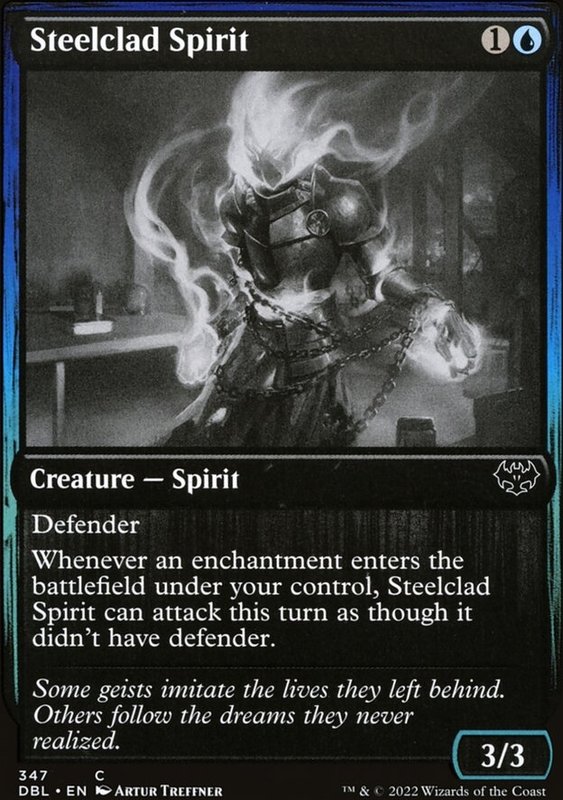 Steelclad Spirit 1
Creature — Spirit
Defender
Whenever an enchantment enters the
battlefield under your control, Steelclad
Spirit can attack this turn as though it
didn't have defender.
Some geists imitate the lives they left behind.
Others follow the dreams they never
realized.
3/3
347 C
DBL • EN Artur Treffner
™ & © 2022 Wizards of the Coast